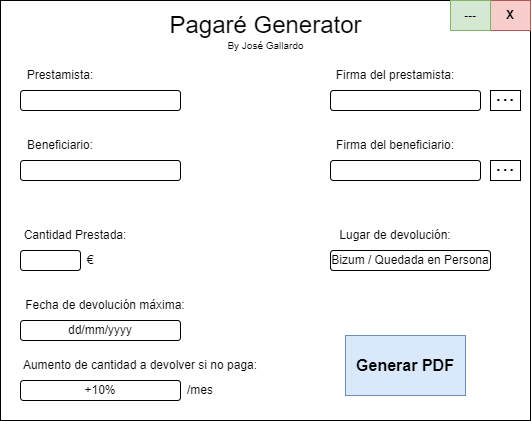 --- X
Pagaré Generator
By José Gallardo
Prestamista:
Firma del prestamista:
...
Beneficiario:
Firma del beneficiario:
...
Cantidad Prestada:
€
Lugar de devolución:
Bizum / Quedada en Persona
Fecha de devolución máxima:
dd/mm/yyyy
Aumento de cantidad a devolver si no paga:
+10% /mes
Generar PDF